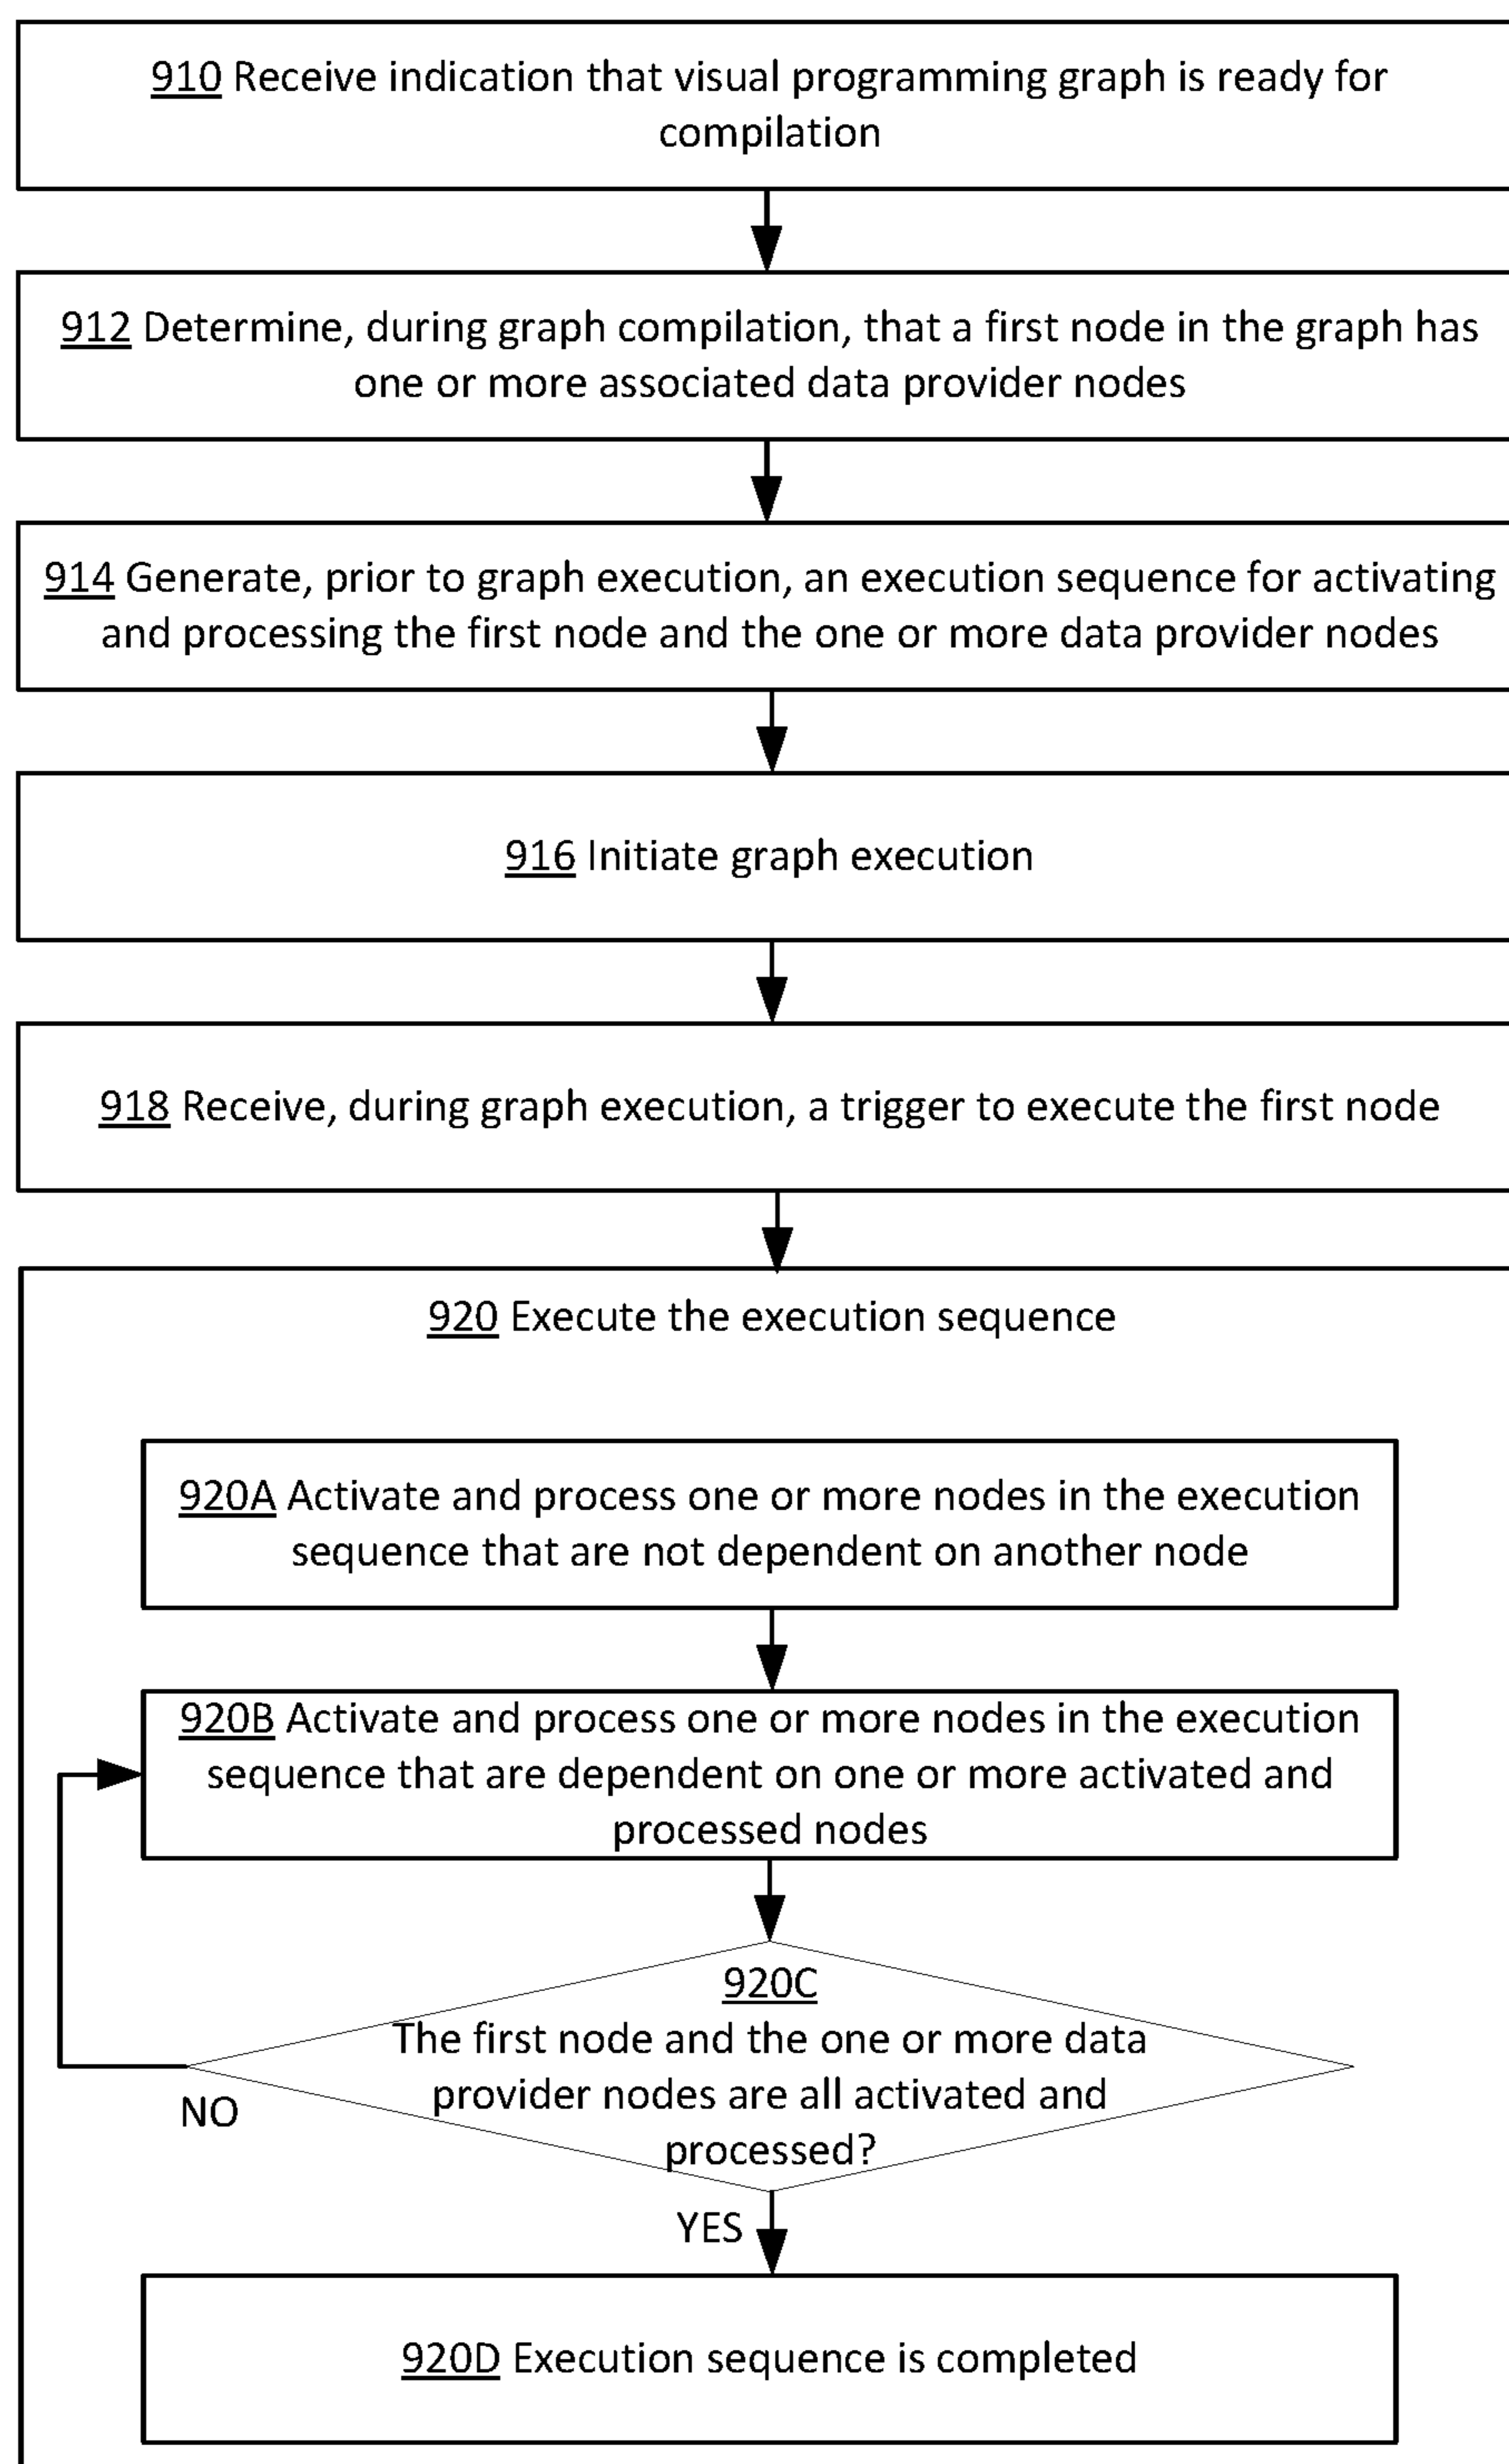 910 Receive indication that visual programming graph is ready for
compilation
912 Determine, during graph compilation, that a first node in the graph has
one or more associated data provider nodes
914 Generate, prior to graph execution, an execution sequence for activating
and processing the first node and the one or more data provider nodes
916 Initiate graph execution
918 Receive, during graph execution, a trigger to execute the first node
920 Execute the execution sequence
920A Activate and process one or more nodes in the execution
sequence that are not dependent on another node
920B Activate and process one or more nodes in the execution
sequence that are dependent on one or more activated and
processed nodes
920C
The first node and the one or more data
provider nodes are all activated and
processed?
NO
YES
920D Execution sequence is completed